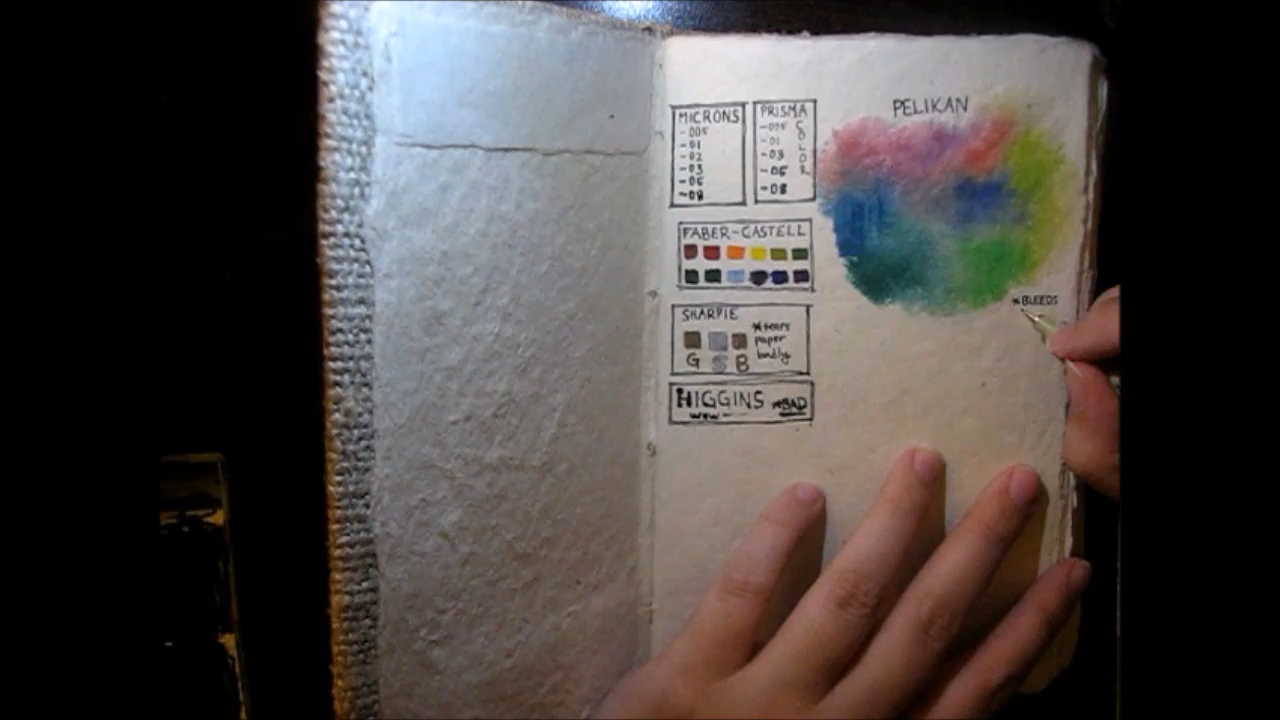 MICRONS
-005
-01
-02
-03
-05
-08
PRISMA
COLOR
-005
-01
-03
-05
-08
PELIKAN
FABER-CASTELL
*BLEEDS
SHARPIE
*tears
paper
badly
G S B
HIGGINS *BAD